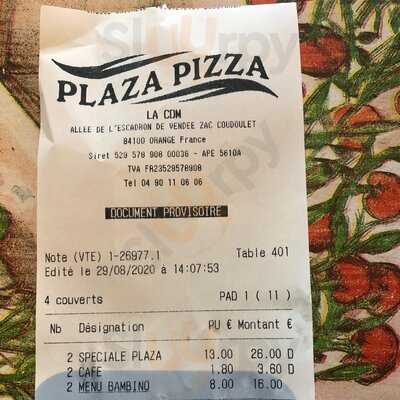 PLAZA PIZZA
LA CDM
ALLEE DE L'ESCADRON DE VENDEE ZAC COUDOULET
84100 ORANGE France
Siret 529 578 908 00036 - APE 5610A
TVA FR23529578908
Tel 04 90 11 06 06
DOCUMENT PROVISOIRE
Note (VTE) 1-26977.1 Table 401
Edité le 29/08/2020 à 14:07:53
4 couverts PAD 1 ( 11 )
Nb Désignation PU € Montant €
2 SPECIALE PLAZA 13.00 26.00 D
2 CAFE 1.80 3.60 D
2 MENU BAMBINO 8.00 16.00